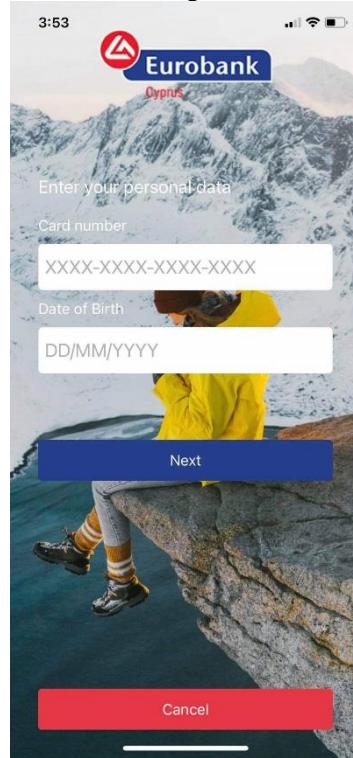 3:53
Eurobank
Cyprus
Enter your personal data
Card number
XXXX-XXXX-XXXX-XXXX
Date of Birth
DD/MM/YYYY
Next
Cancel